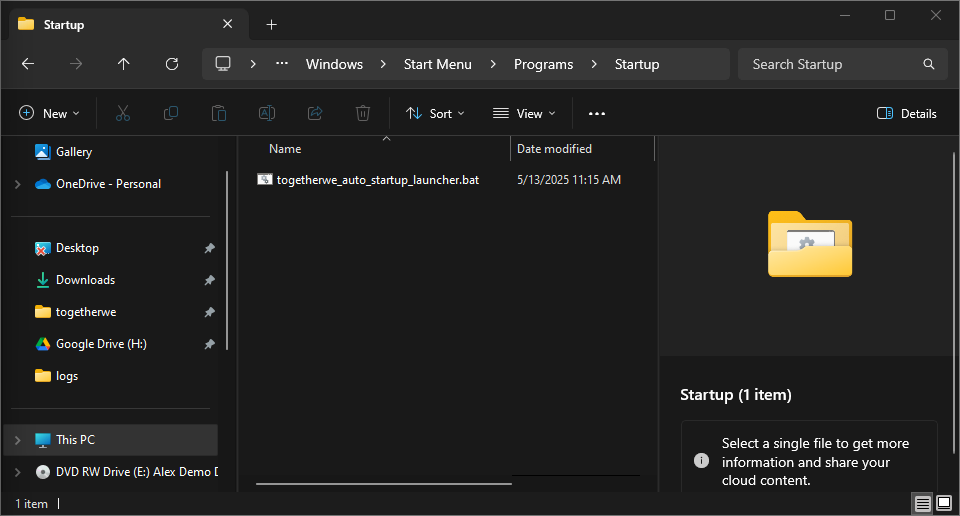 Startup
Windows Start Menu Programs Startup
Search Startup
New
Sort
View
Details
Gallery
OneDrive - Personal
Desktop
Downloads
togetherwe
Google Drive (H:)
logs
This PC
DVD RW Drive (E:) Alex Demo D
Name Date modified
togetherwe_auto_startup_launcher.bat 5/13/2025 11:15 AM
Startup (1 item)
Select a single file to get more
information and share your
cloud content.
1 item